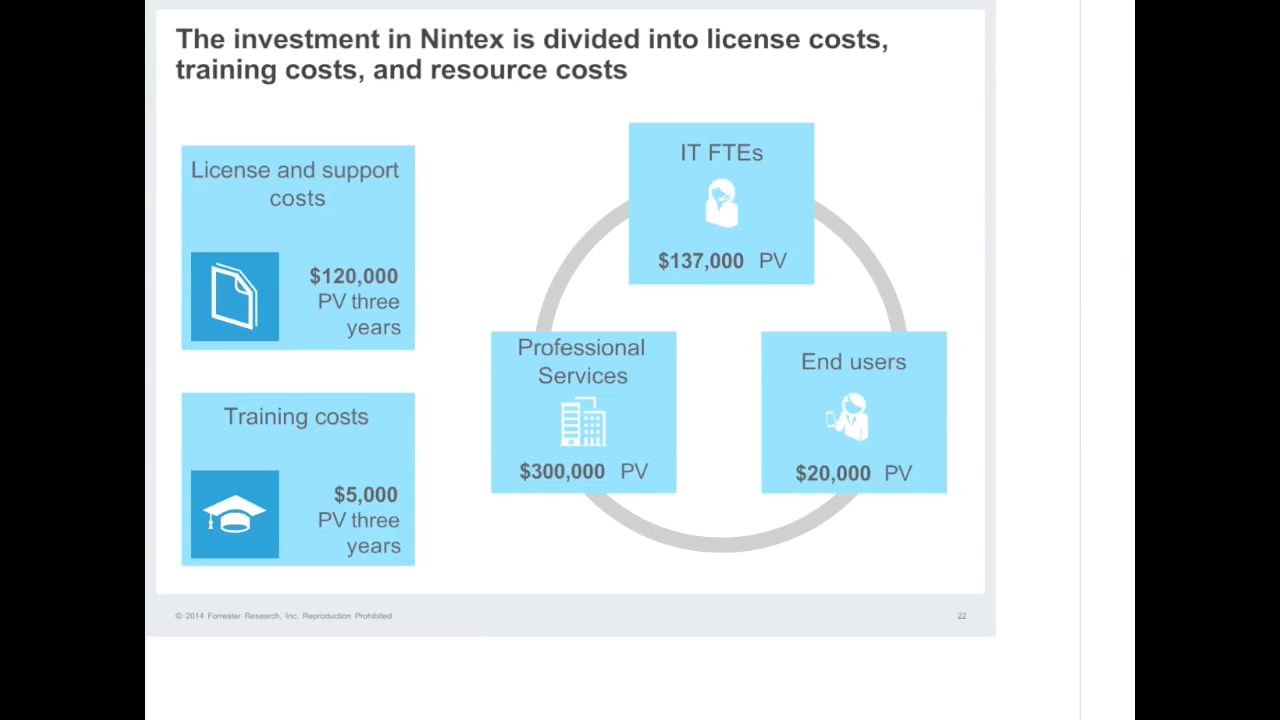 The investment in Nintex is divided into license costs,
training costs, and resource costs
License and support
costs
$120,000
PV three
years
Training costs
$5,000
PV three
years
IT FTEs
$137,000 PV
Professional
Services
$300,000 PV
End users
$20,000 PV
© 2014 Forrester Research, Inc. Reproduction Prohibited
22